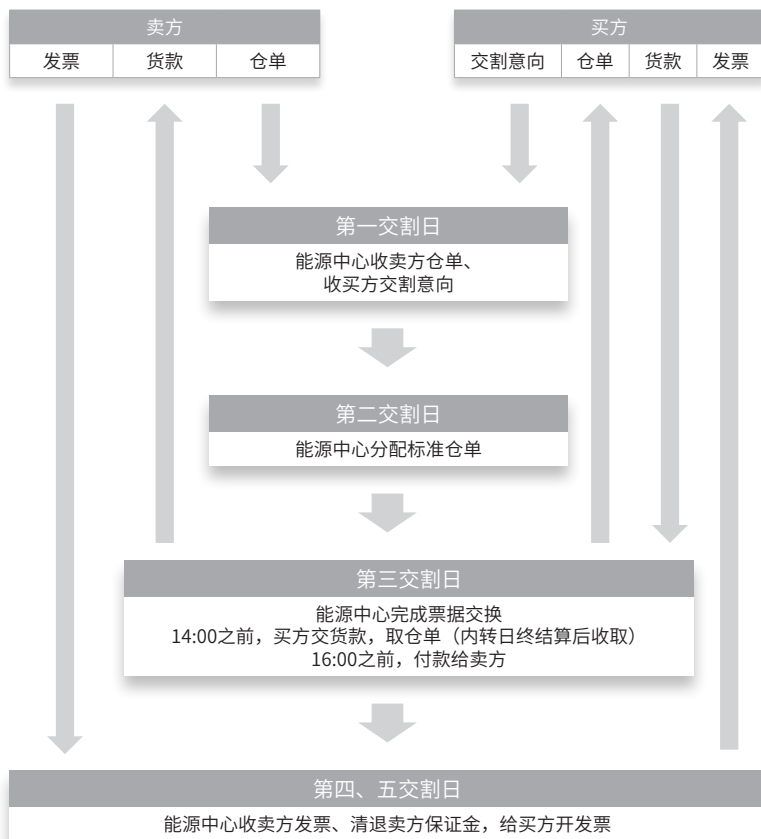 卖方
发票 货款 仓单
买方
交割意向 仓单 货款 发票
第一交割日
能源中心收卖方仓单、
收买方交割意向
第二交割日
能源中心分配标准仓单
第三交割日
能源中心完成票据交换
14:00之前，买方交货款，取仓单（内转日终结算后收取）
16:00之前，付款给卖方
第四、五交割日
能源中心收卖方发票、清退卖方保证金，给买方开发票